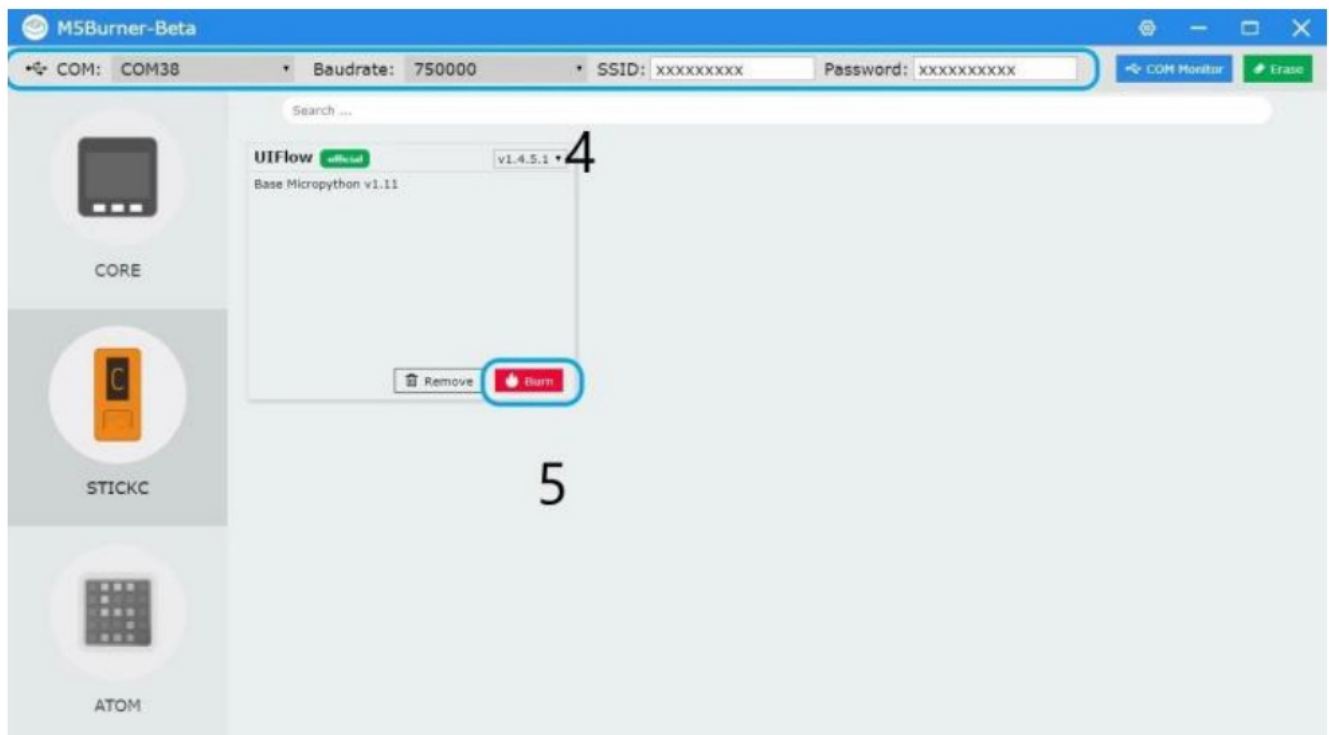 M5Burner-Beta
COM: COM38 Baudrate: 750000 SSID: xxxxxxxxx Password: xxxxxxxxxx COM Monitor Erase
Search ...
4
UIFlow official v1.4.5.1
Base Micropython v1.11
CORE
Remove Burn
C
5
STICKC
ATOM